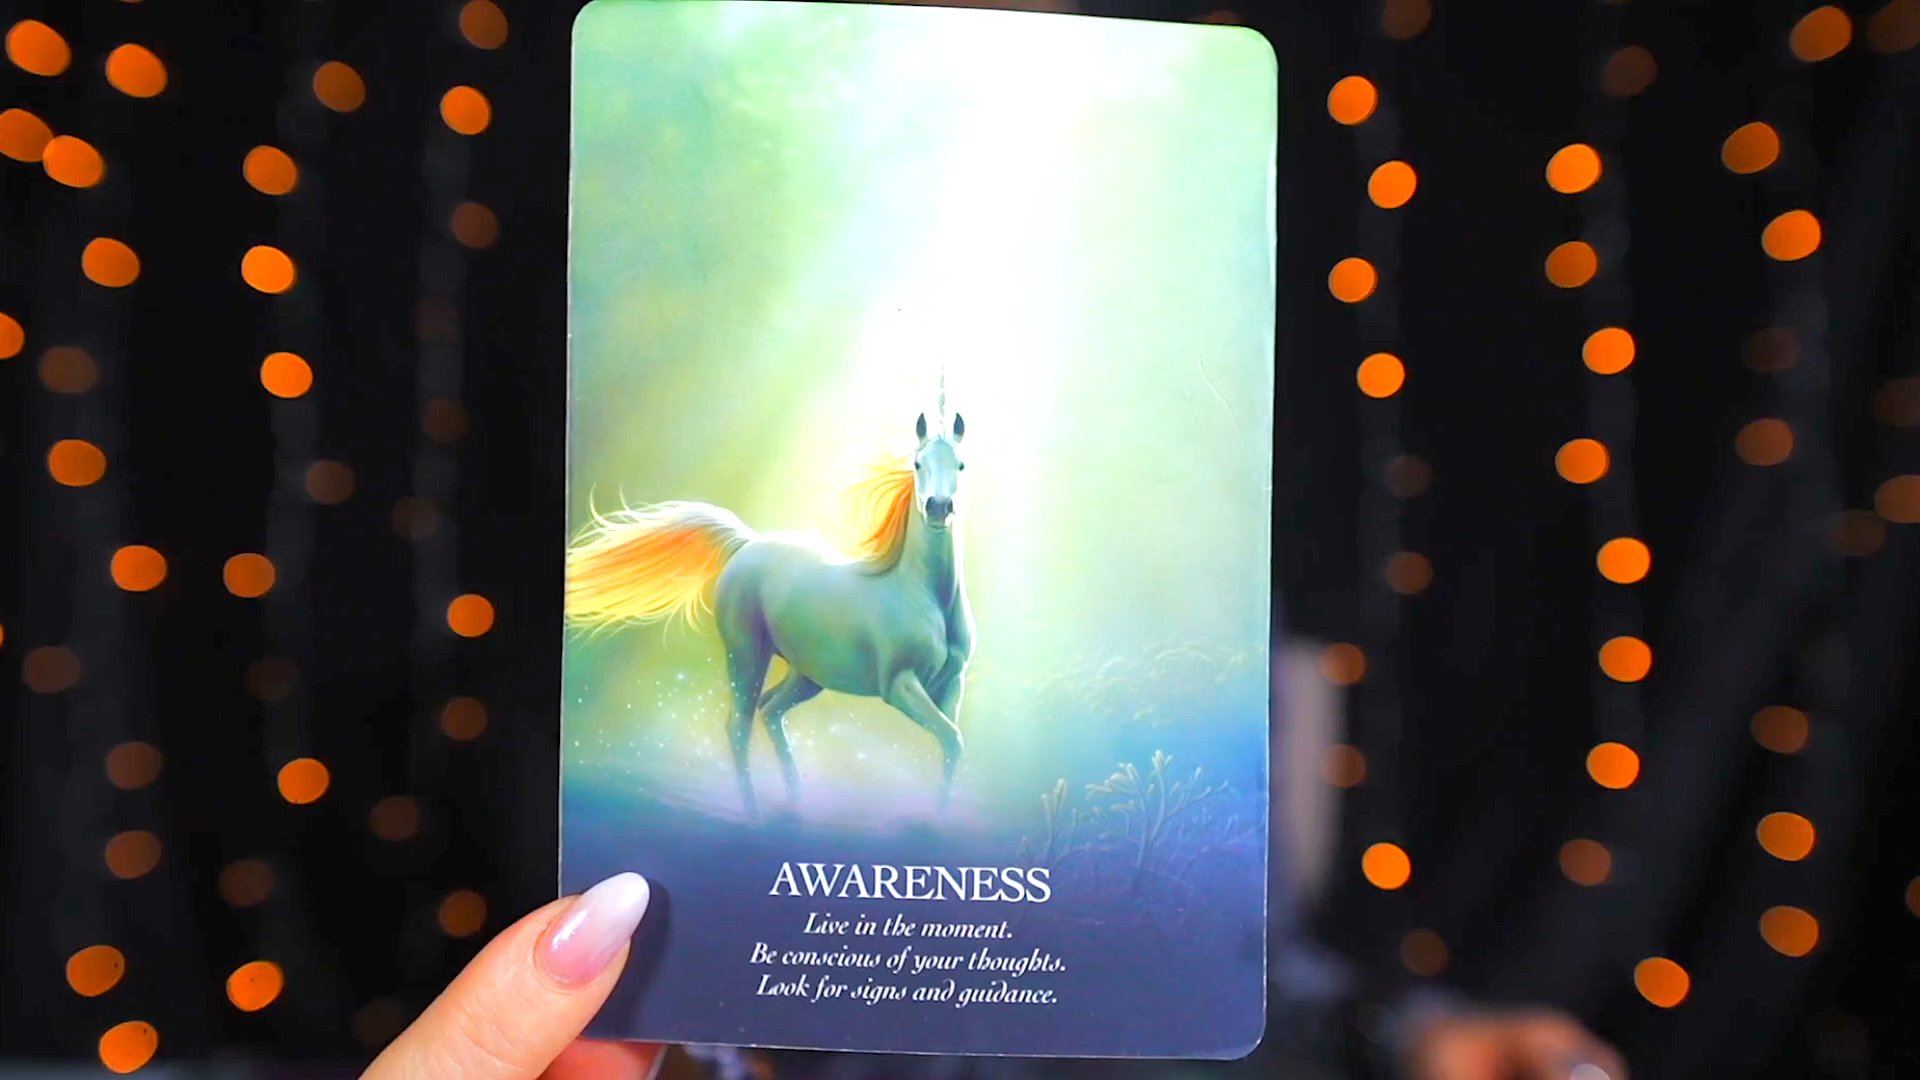 AWARENESS
Live in the moment.
Be conscious of your thoughts.
Look for signs and guidance.